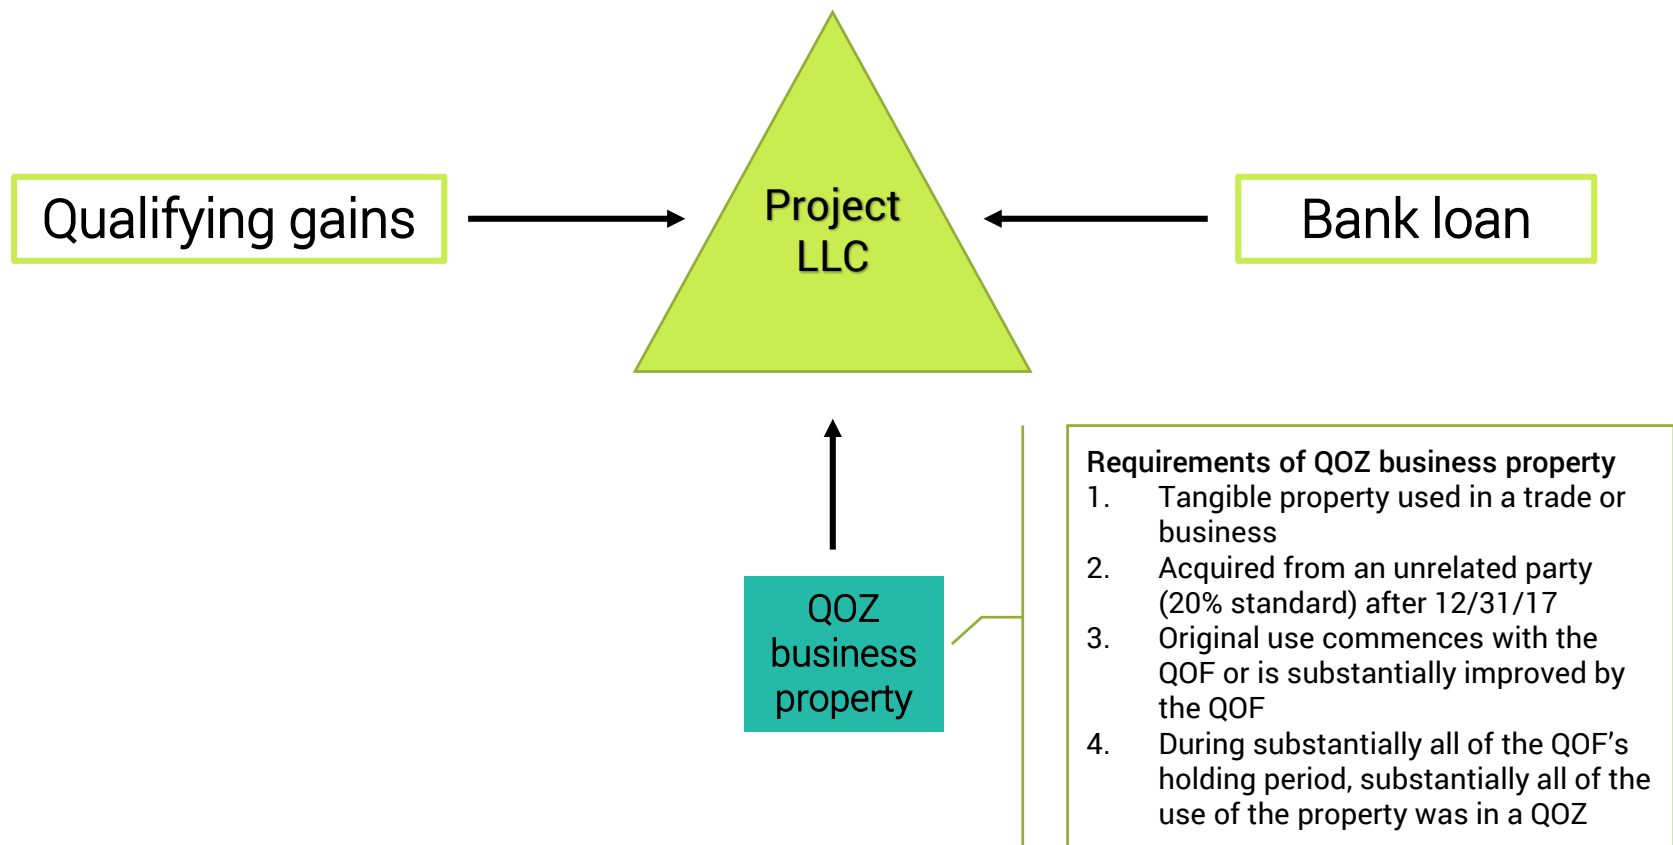 Qualifying gains
Project
LLC
Bank loan
QOZ
business
property
Requirements of QOZ business property
1. Tangible property used in a trade or
business
2. Acquired from an unrelated party
(20% standard) after 12/31/17
3. Original use commences with the
QOF or is substantially improved by
the QOF
4. During substantially all of the QOF’s
holding period, substantially all of the
use of the property was in a QOZ